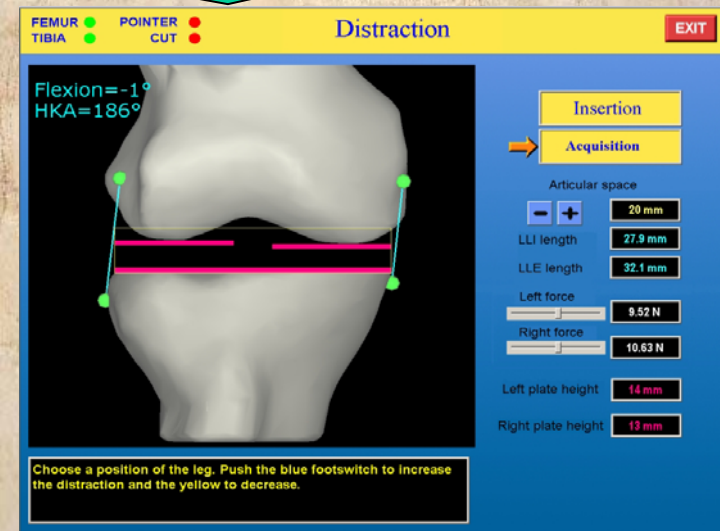 FEMUR
TIBIA
POINTER
CUT
Distraction
EXIT
Flexion=-1°
HKA=186°
Insertion
Acquisition
Articular space
- +
20 mm
LLI length
27.9 mm
LLE length
32.1 mm
Left force
9.52 N
Right force
10.63 N
Left plate height
14 mm
Right plate height
13 mm
Choose a position of the leg. Push the blue footswitch to increase
the distraction and the yellow to decrease.